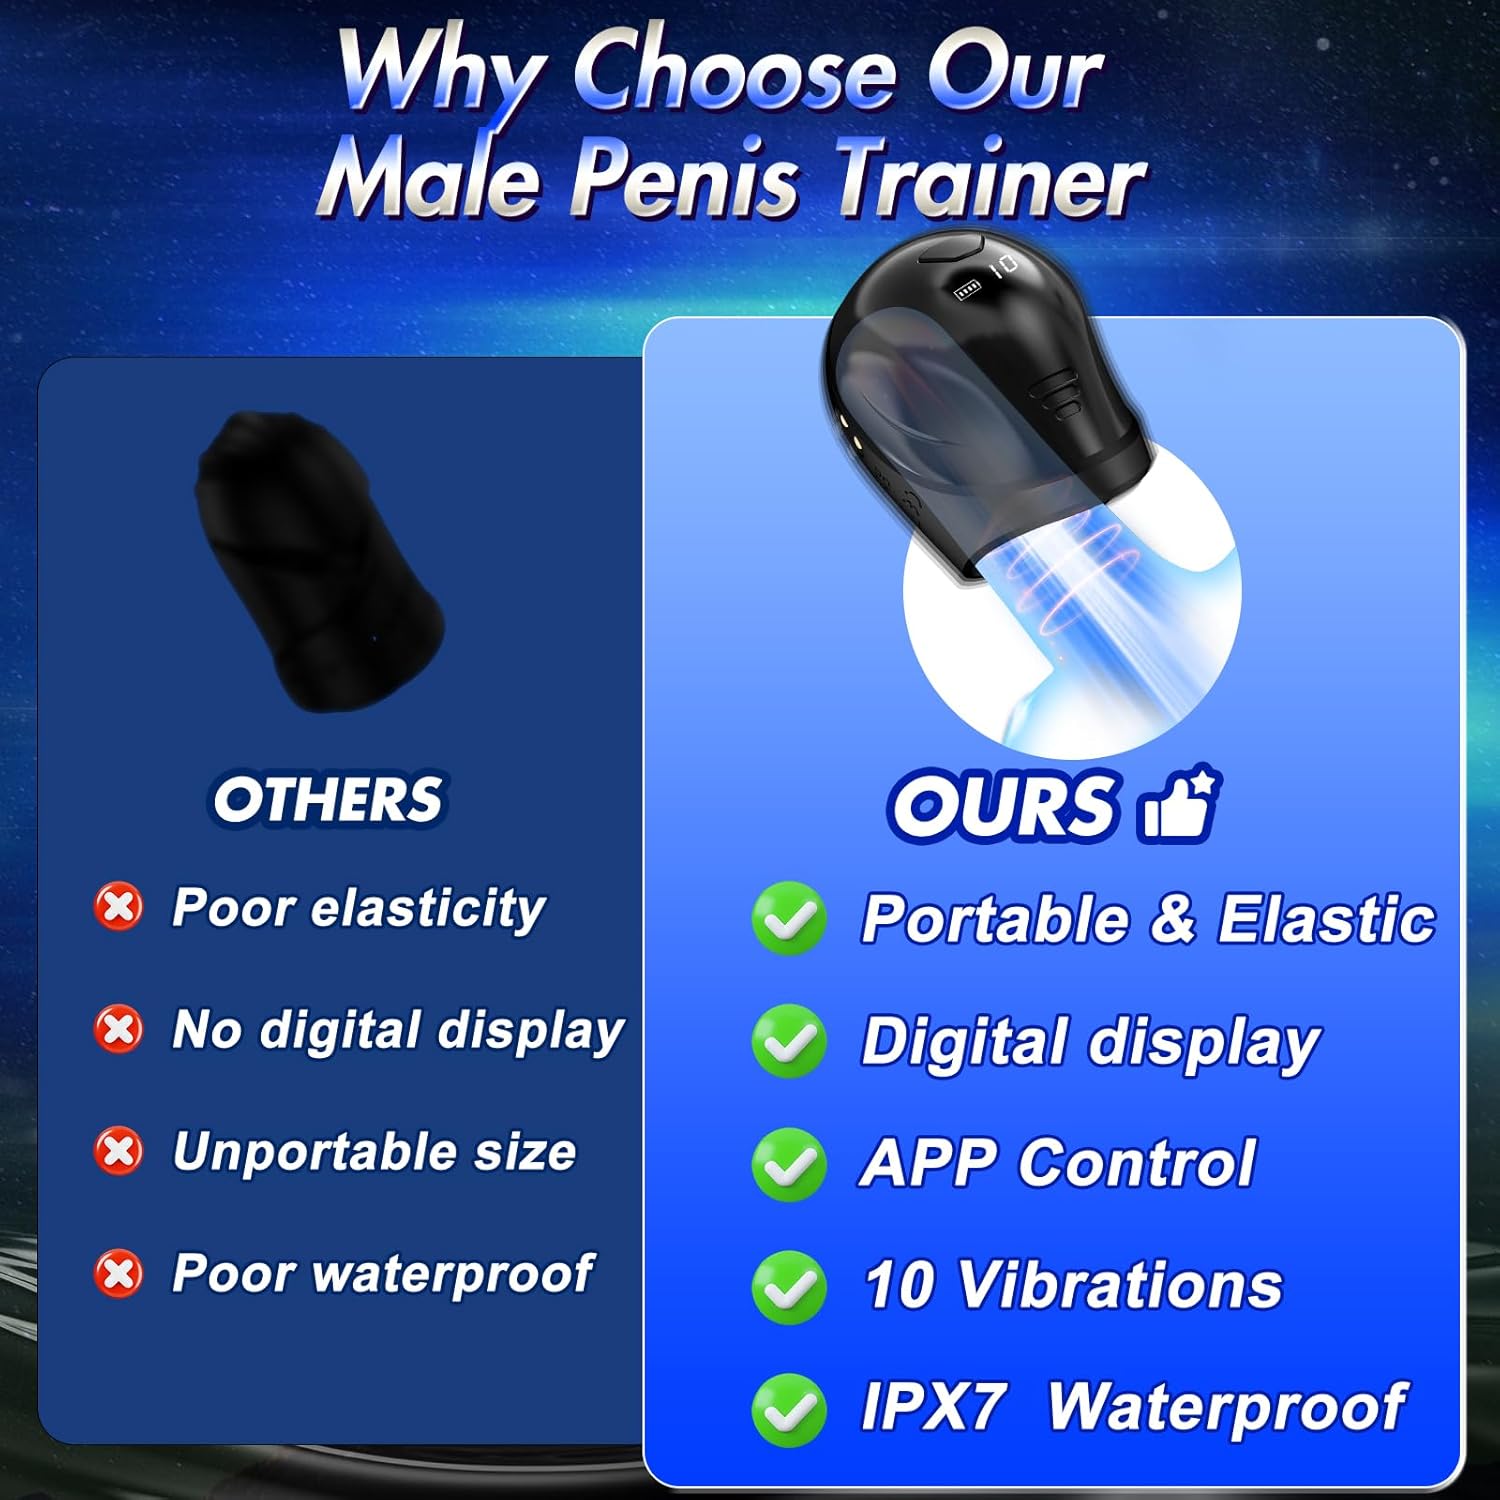 Why Choose Our
Male Penis Trainer
10
OTHERS
Poor elasticity
No digital display
Unportable size
Poor waterproof
OURS
Portable & Elastic
Digital display
APP Control
10 Vibrations
IPX7 Waterproof